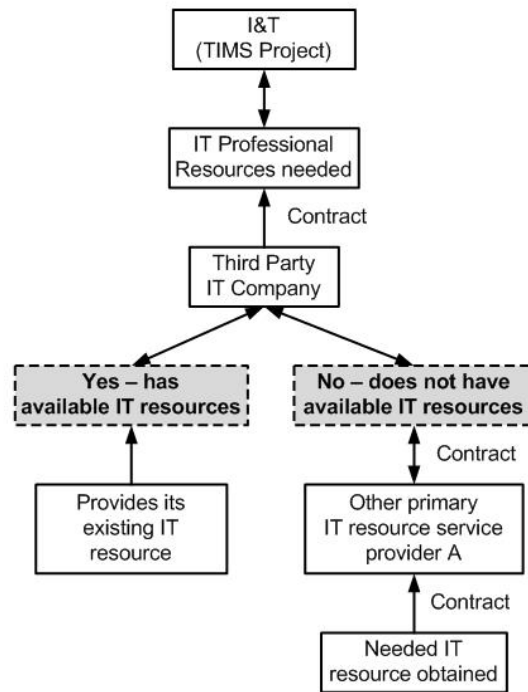 I&T
(TIMS Project)
IT Professional
Resources needed
Contract
Third Party
IT Company
Yes – has
available IT resources
No – does not have
available IT resources
Contract
Provides its
existing IT
resource
Other primary
IT resource service
provider A
Contract
Needed IT
resource obtained